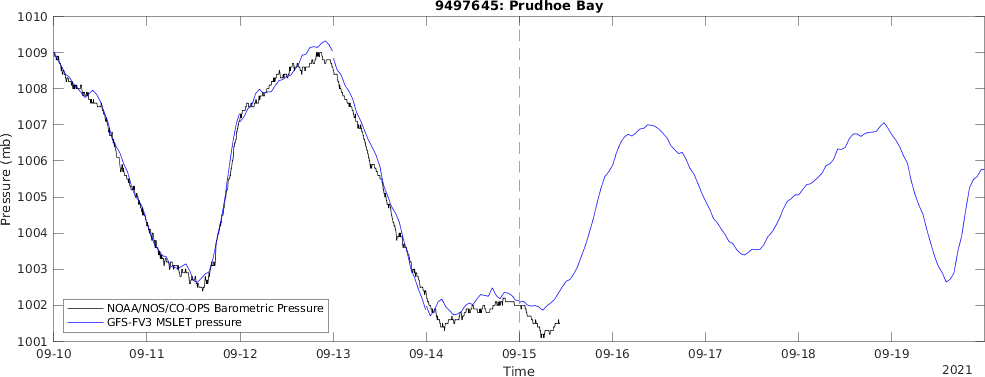 9497645: Prudhoe Bay
1010
1009
1008
1007
1006
1005
1004
1003
1002
1001
Pressure (mb)
NOAA/NOS/CO-OPS Barometric Pressure
GFS-FV3 MSLET pressure
09-10 09-11 09-12 09-13 09-14 09-15 09-16 09-17 09-18 09-19
Time
2021